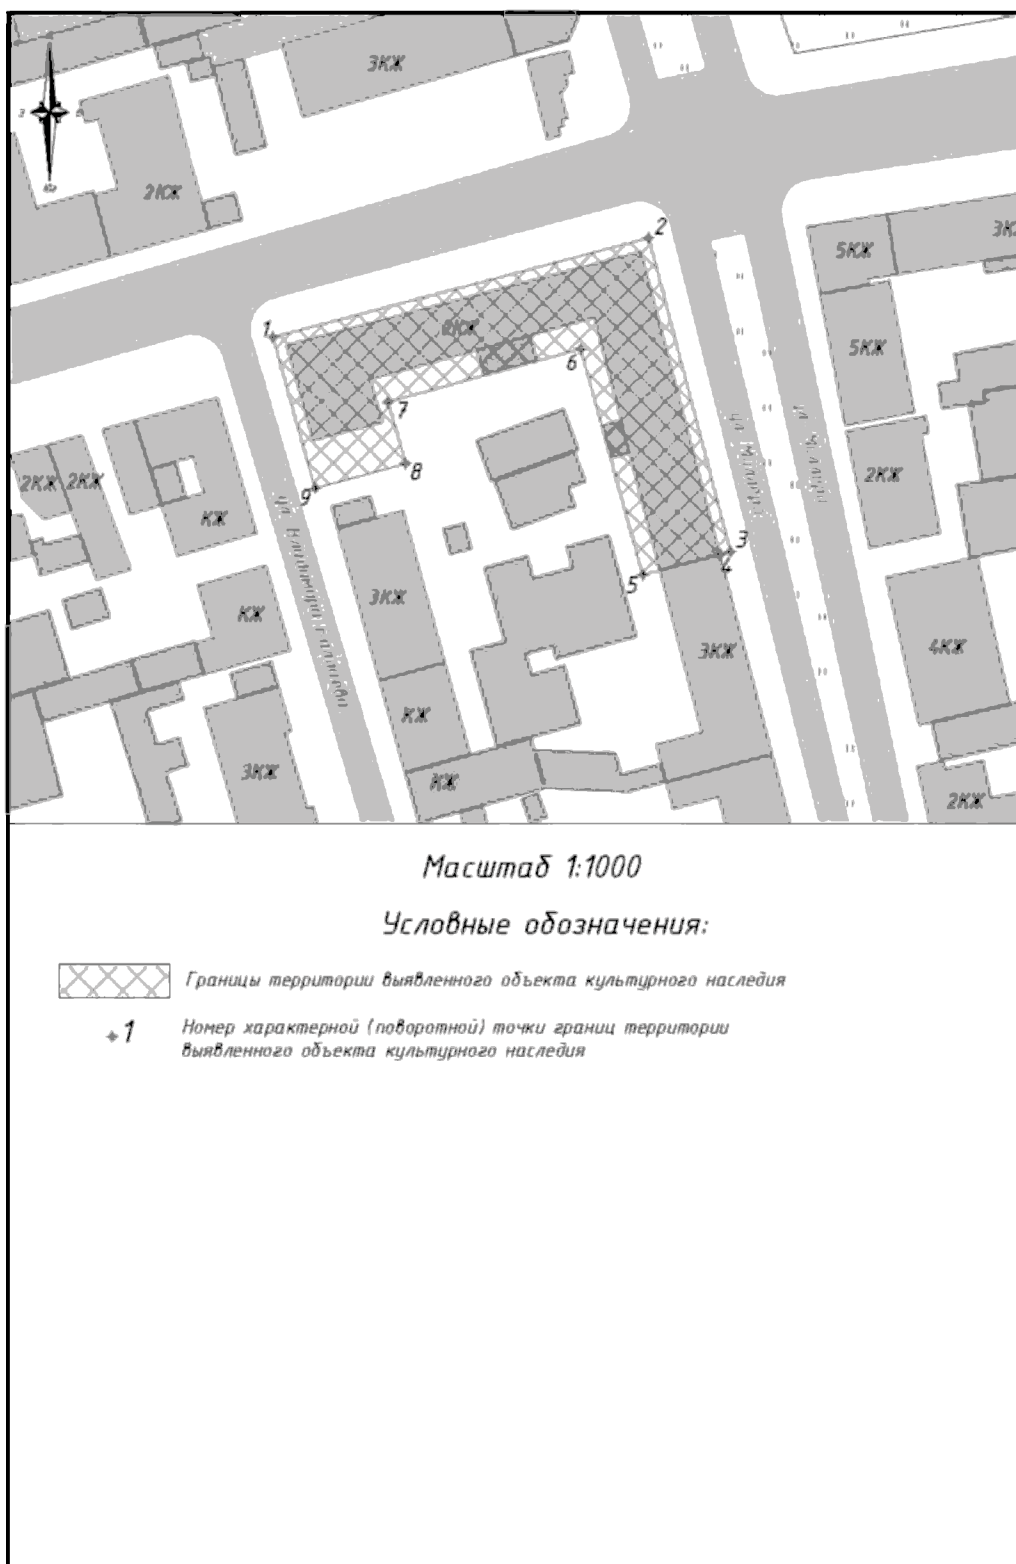 3КЖ
2КЖ
3
5КЖ
3КЖ
2
1
6
5КЖ
7
8
9
2КЖ
2КЖ
КЖ
2КЖ
3КЖ
КЖ
3
4
5
3КЖ
4КЖ
КЖ
3КЖ
КЖ
2КЖ
Масштаб 1:1000
Условные обозначения:
Границы территории выявленного объекта культурного наследия
1
Номер характерной (поворотной) точки границ территории
выявленного объекта культурного наследия